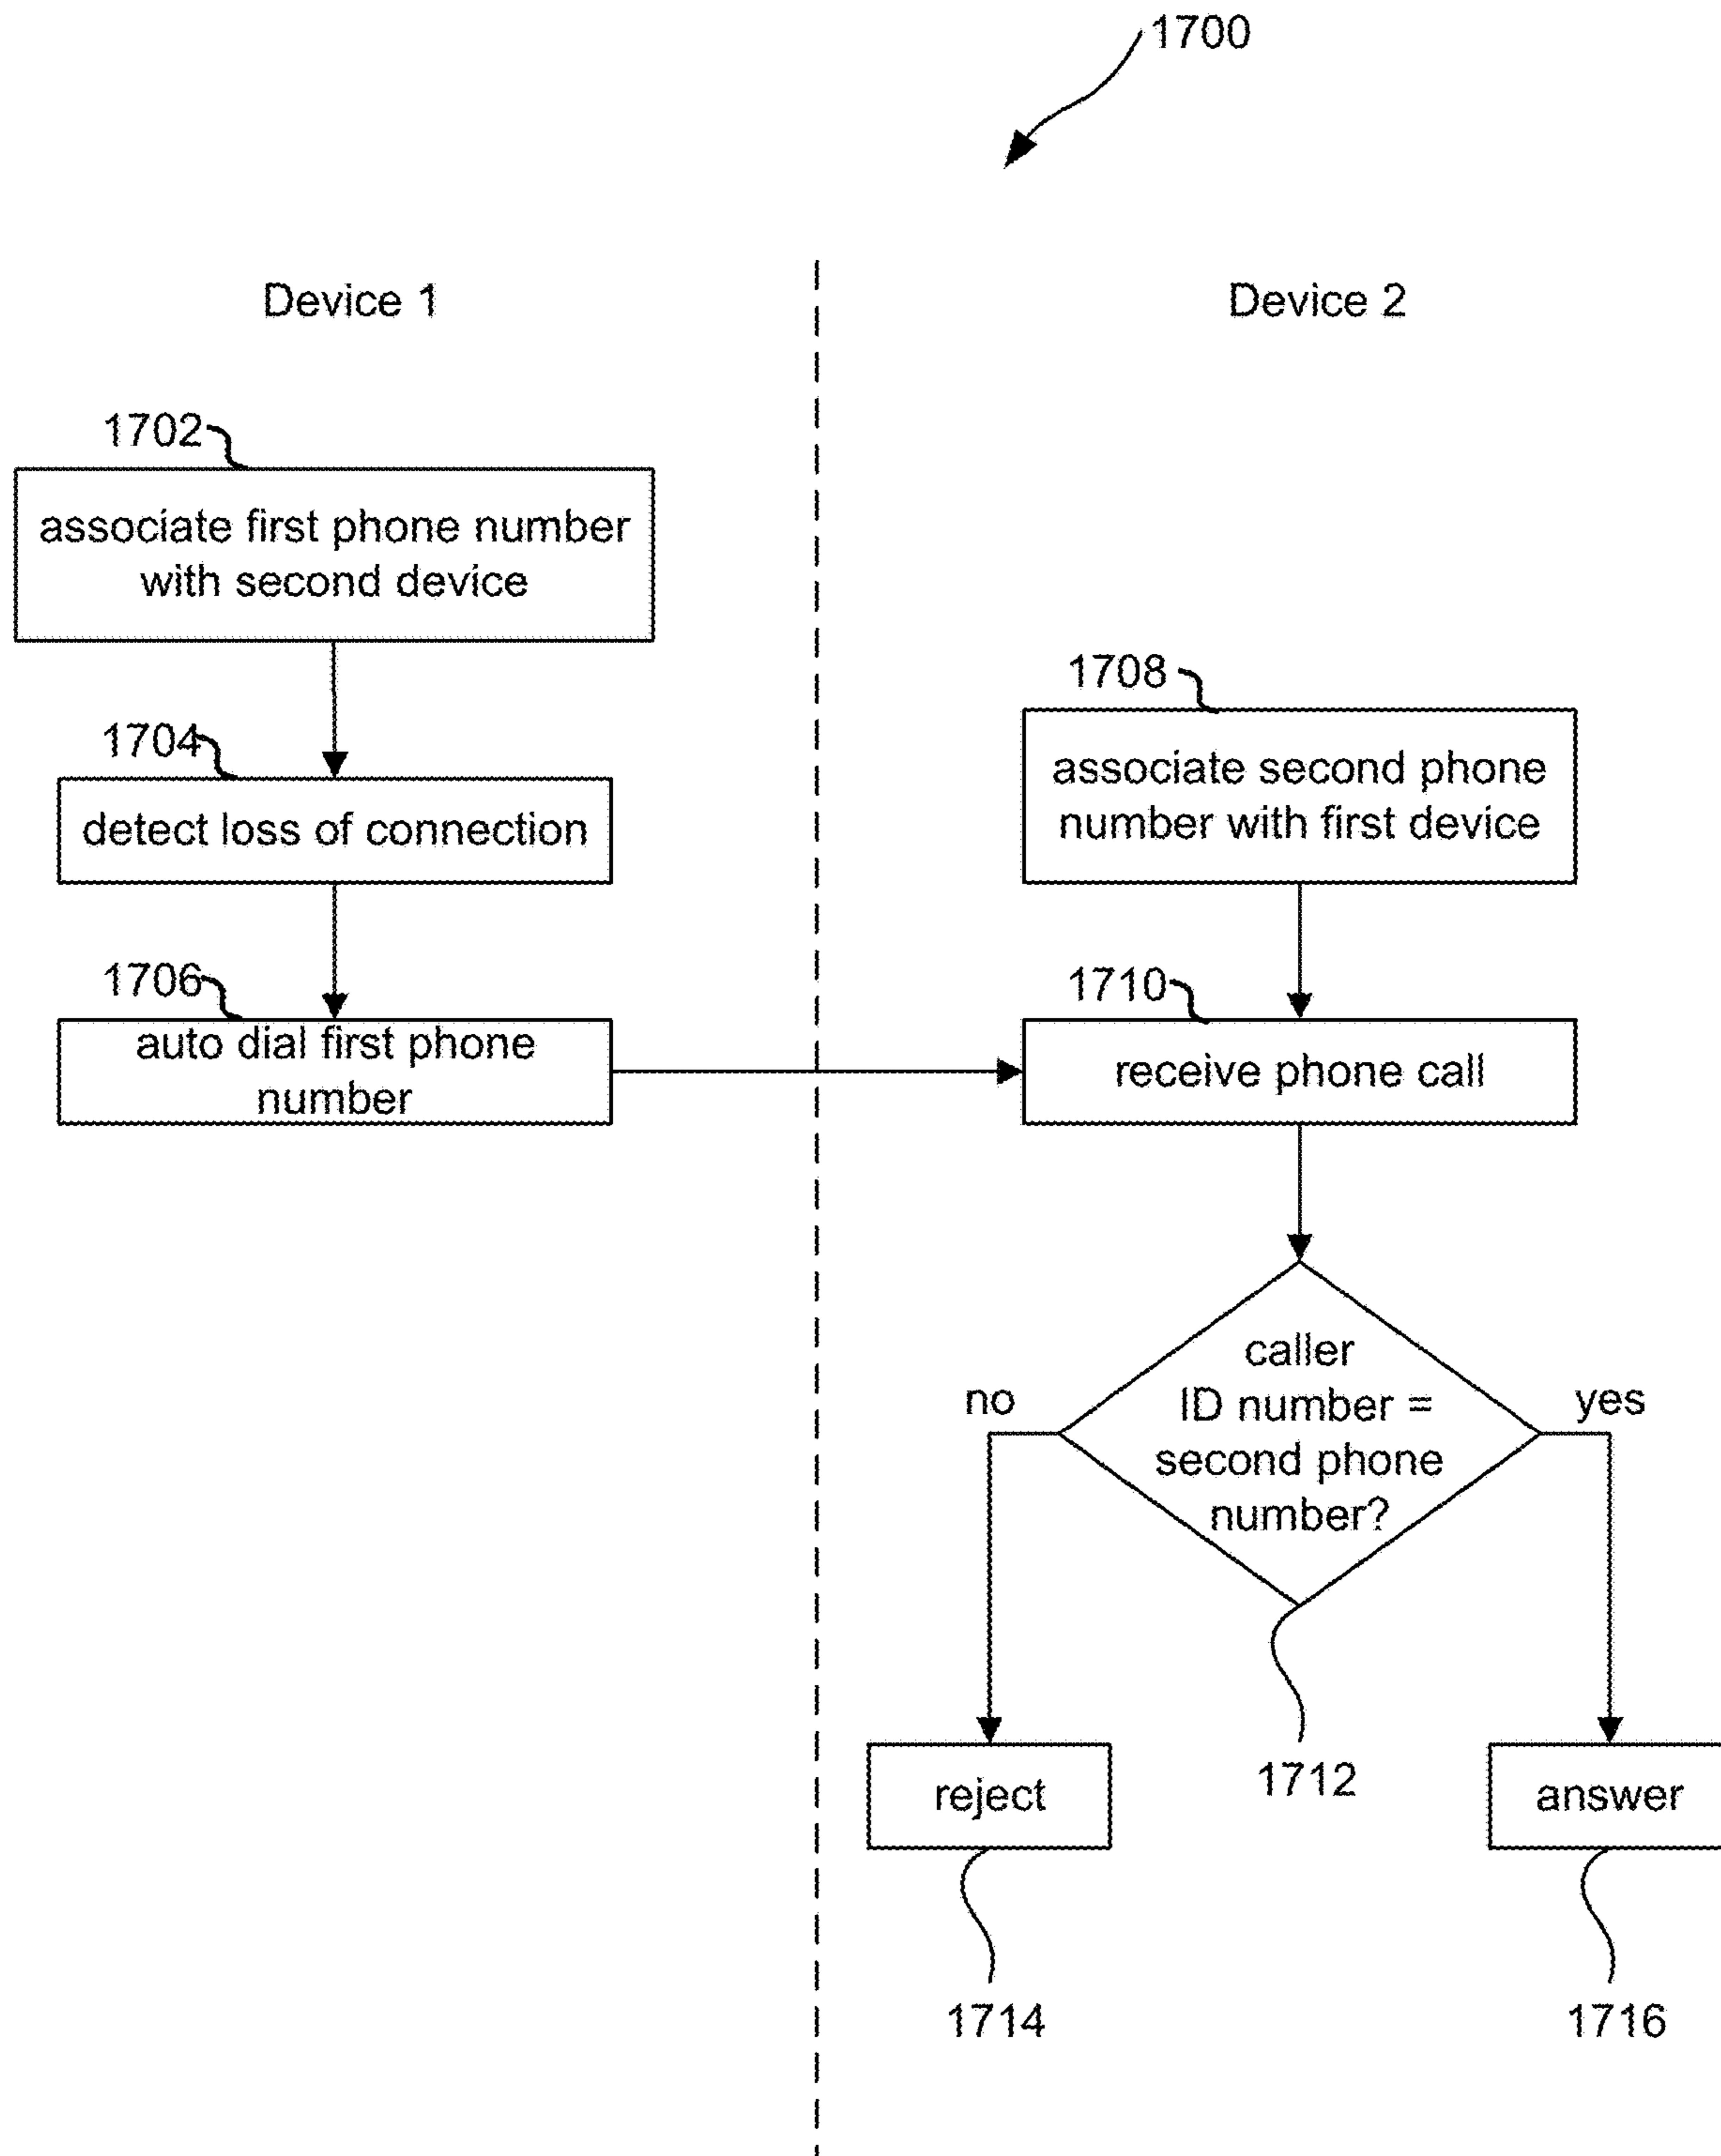 1700
Device 1
Device 2
1702
associate first phone number
with second device
1704
detect loss of connection
1706
auto dial first phone
number
1708
associate second phone
number with first device
1710
receive phone call
caller
ID number =
second phone
number?
no
yes
1712
reject
answer
1714
1716